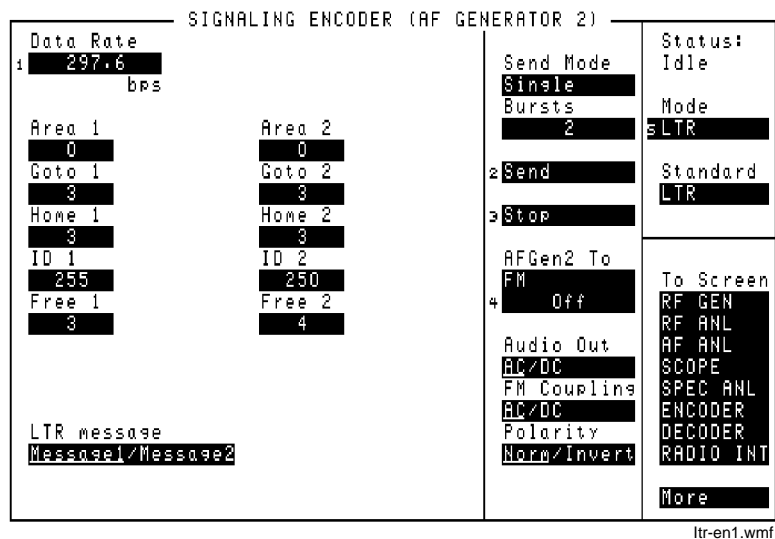 SIGNALING ENCODER (AF GENERATOR 2)
Data Rate
1 297.6
bps
Area 1
0
Goto 1
3
Home 1
3
ID 1
255
Free 1
3
LTR message
Message1/Message2
Area 2
0
Goto 2
3
Home 2
3
ID 2
250
Free 2
4
Send Mode
Single
Bursts
2
2 Send
3 Stop
AFGen2 To
FM
4 Off
Audio Out
AC/DC
FM Coupling
AC/DC
Polarity
Norm/Invert
Status:
Idle
Mode
5 LTR
Standard
LTR
To Screen
RF GEN
RF ANL
AF ANL
SCOPE
SPEC ANL
ENCODER
DECODER
RADIO INT
More
ltr-en1.wmf